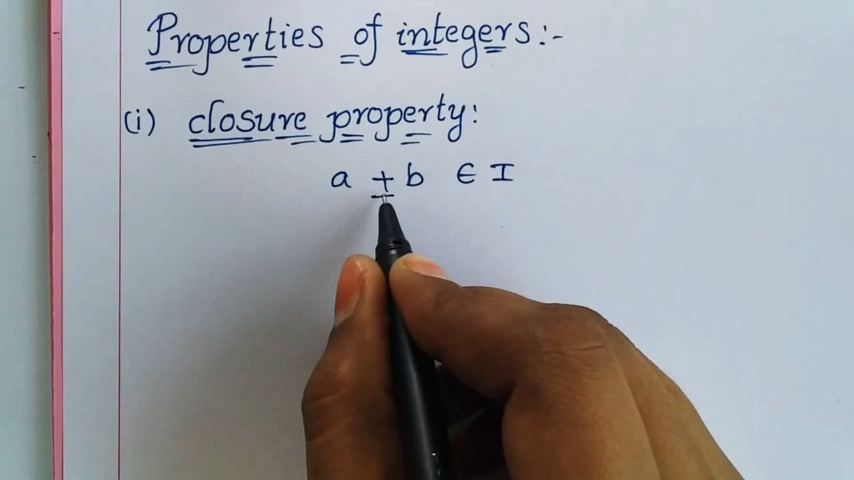 Properties of integers:-
(i) closure property:
a + b ∈ I